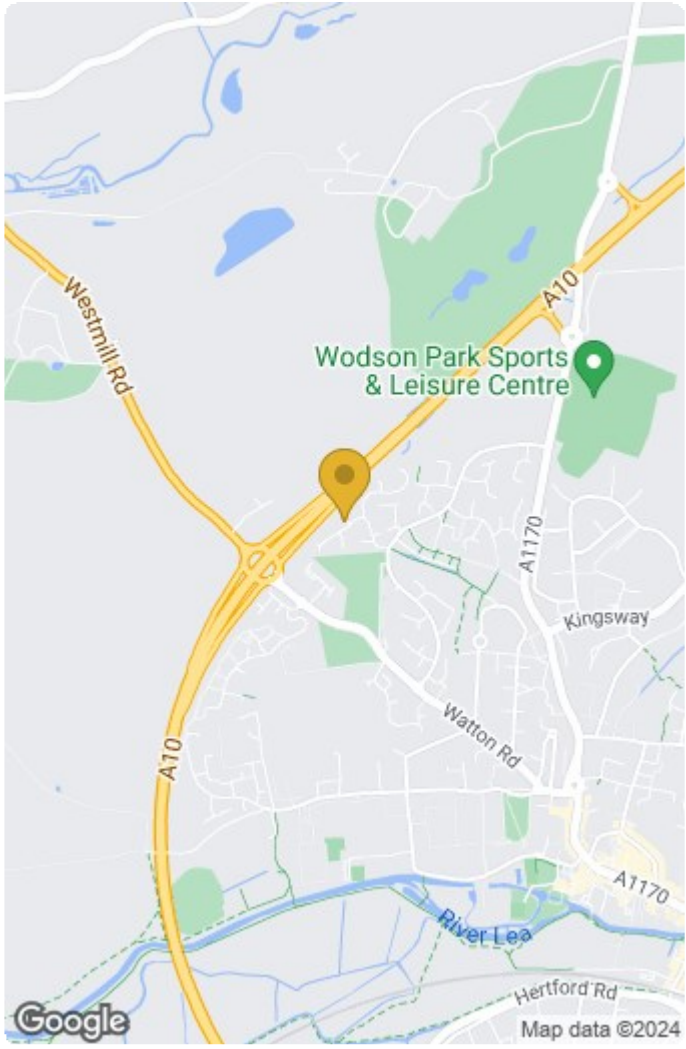 Westmill Rd
A10
Wodson Park Sports
& Leisure Centre
A1170
Kingsway
Watton Rd
A10
A1170
River Lea
Hertford Rd
Google
Map data ©2024